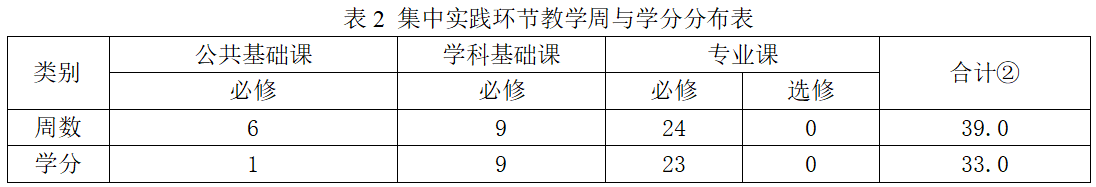 表 2 集中实践环节教学周与学分分布表
类别 公共基础课 学科基础课 专业课 合计②
必修 必修 必修 选修
周数 6 9 24 0 39.0
学分 1 9 23 0 33.0